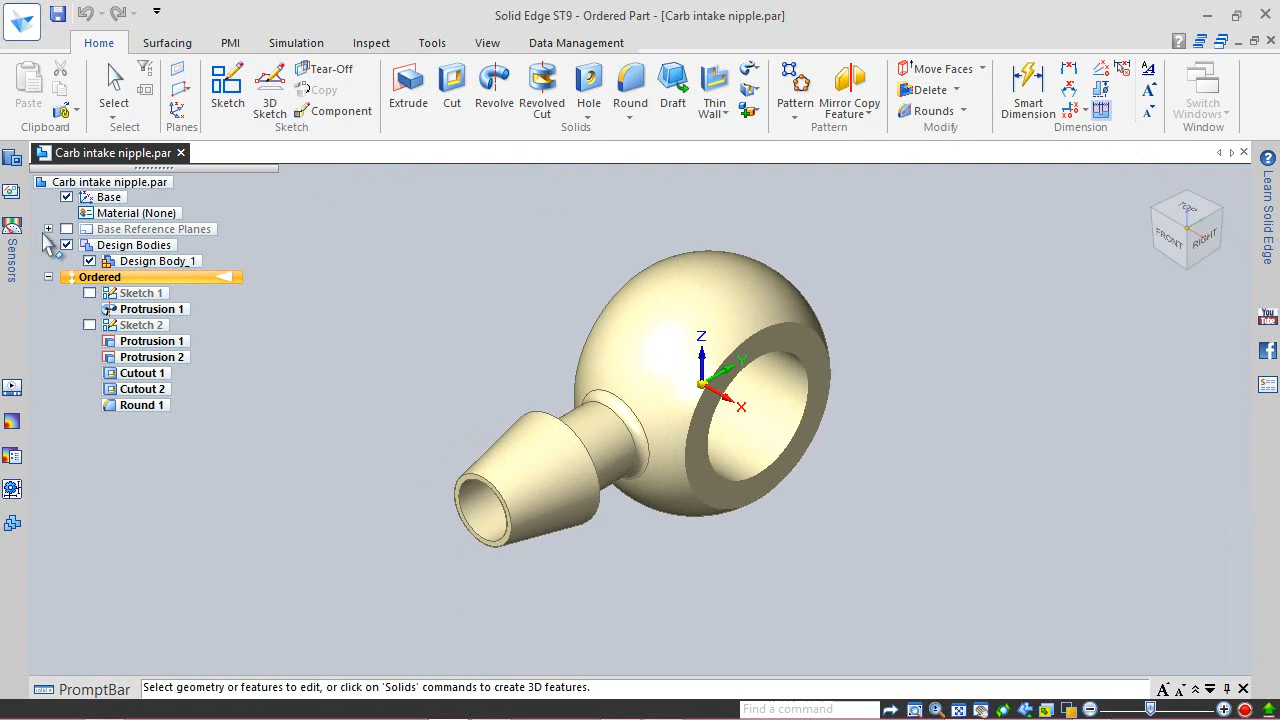 Solid Edge ST9 - Ordered Part - [Carb intake nipple.par]
Home Surfacing PMI Simulation Inspect Tools View Data Management
Paste
Clipboard
Select
Select
Planes
Sketch
3D Sketch
Tear-Off
Copy
Component
Sketch
Extrude Cut Revolve Revolved Cut Hole Round Draft Thin Wall
Solids
Pattern Mirror Copy Feature
Pattern
Move Faces
Delete
Rounds
Modify
Smart Dimension
Dimension
Switch Windows
Window
Carb intake nipple.par
Carb intake nipple.par
Base
Material (None)
Base Reference Planes
Design Bodies
Design Body_1
Ordered
Sketch 1
Protrusion 1
Sketch 2
Protrusion 1
Protrusion 2
Cutout 1
Cutout 2
Round 1
Sensors
Z
Y
X
TOP
FRONT
RIGHT
Learn Solid Edge
You Tube
PromptBar
Select geometry or features to edit, or click on 'Solids' commands to create 3D features.
Find a command